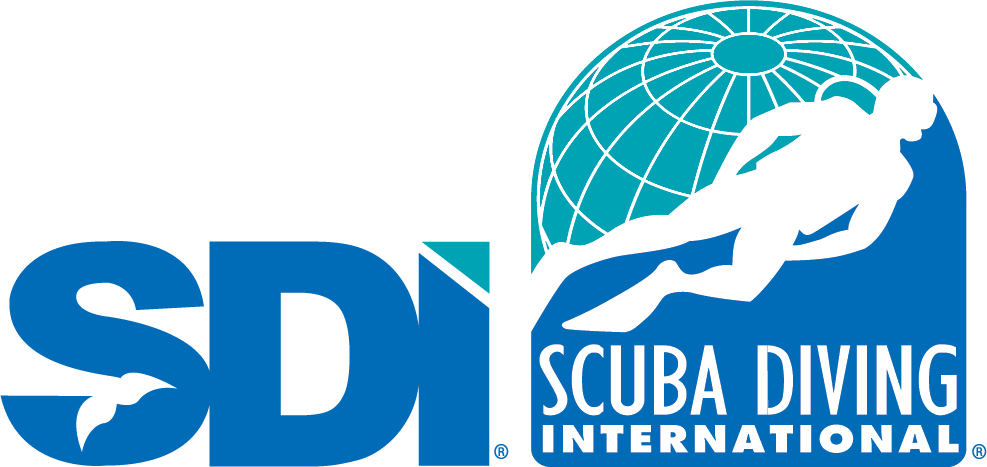 SDI®
SCUBA DIVING
INTERNATIONAL®